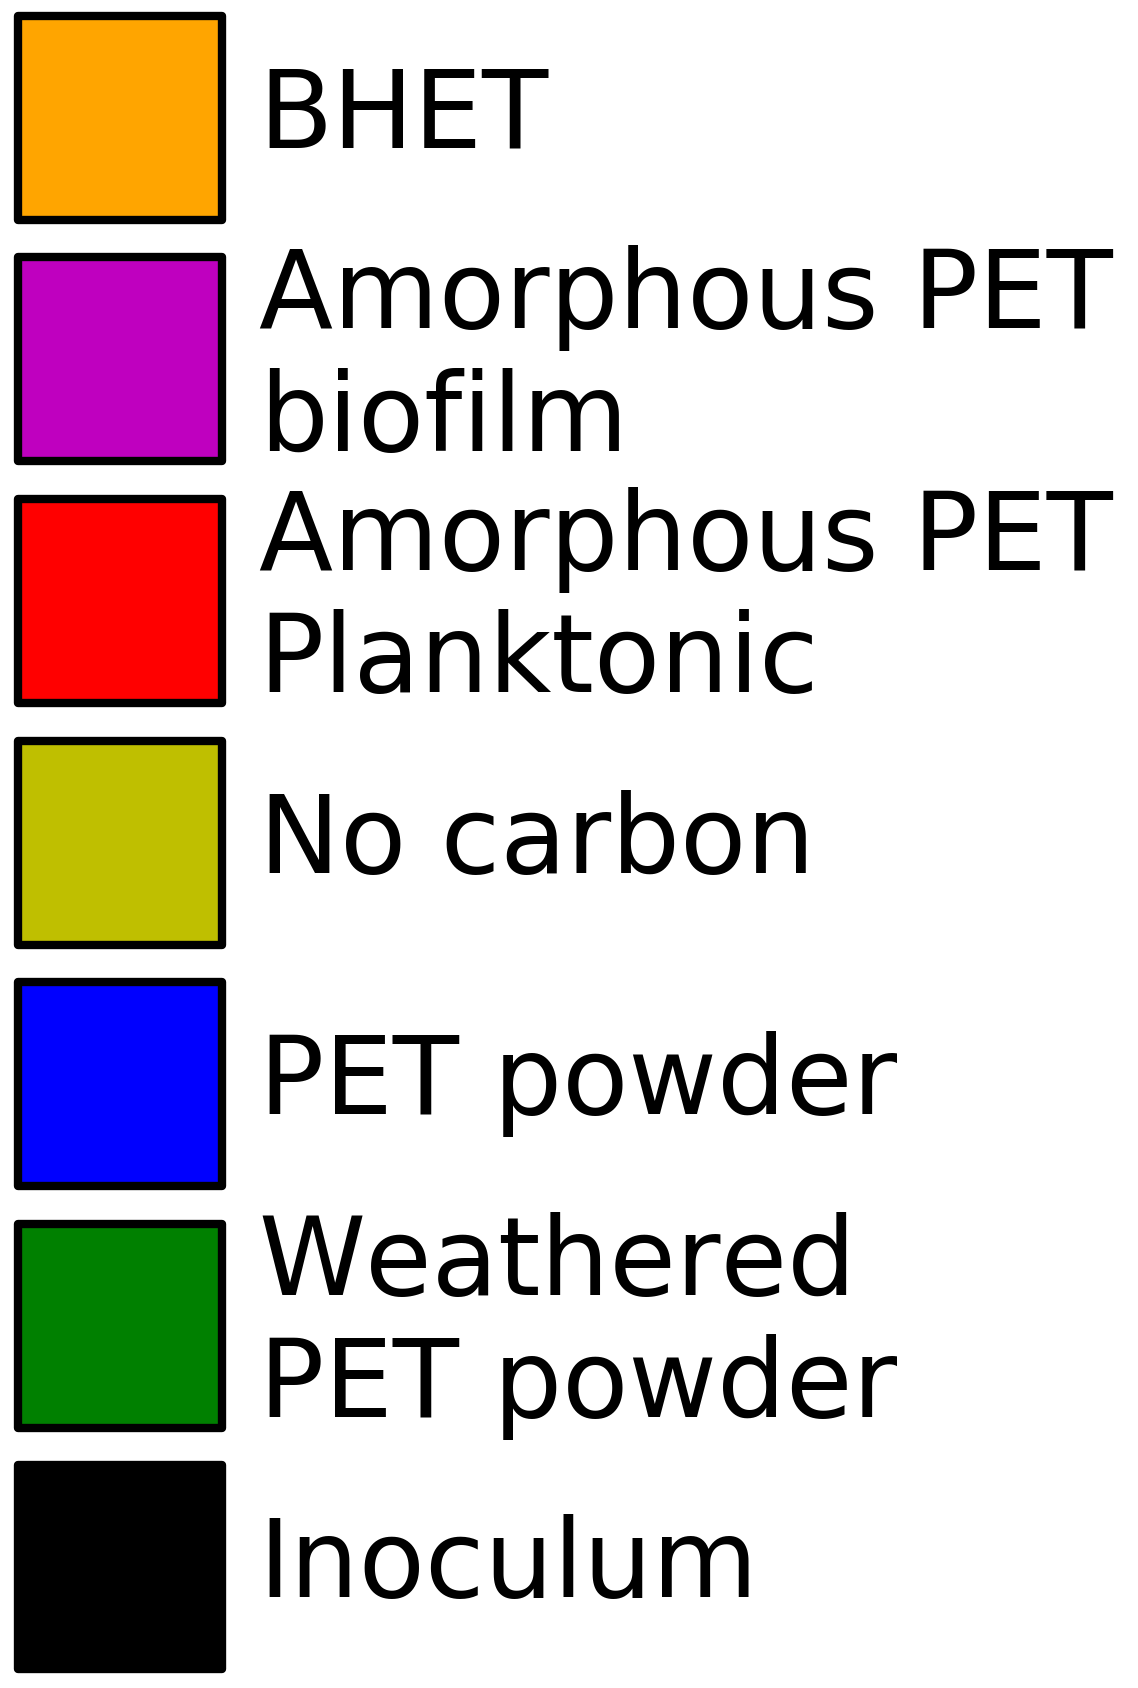 BHET
Amorphous PET
biofilm
Amorphous PET
Planktonic
No carbon
PET powder
Weathered
PET powder
Inoculum